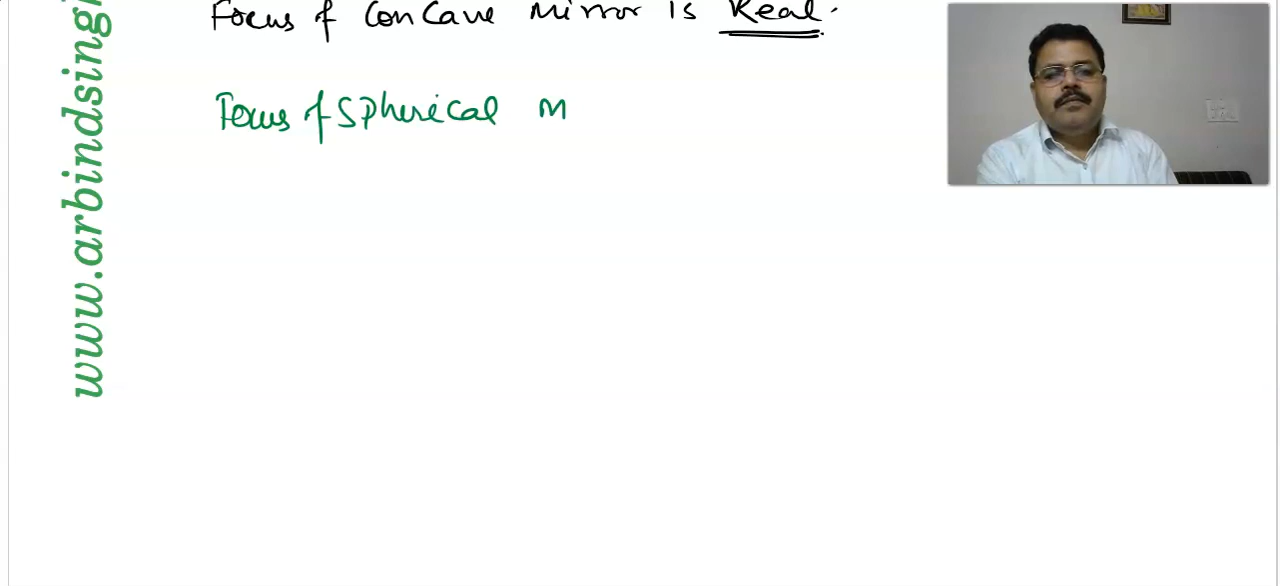 Focus of Concave Mirror is Real.
Focus of Spherical M
www.arbindsingh